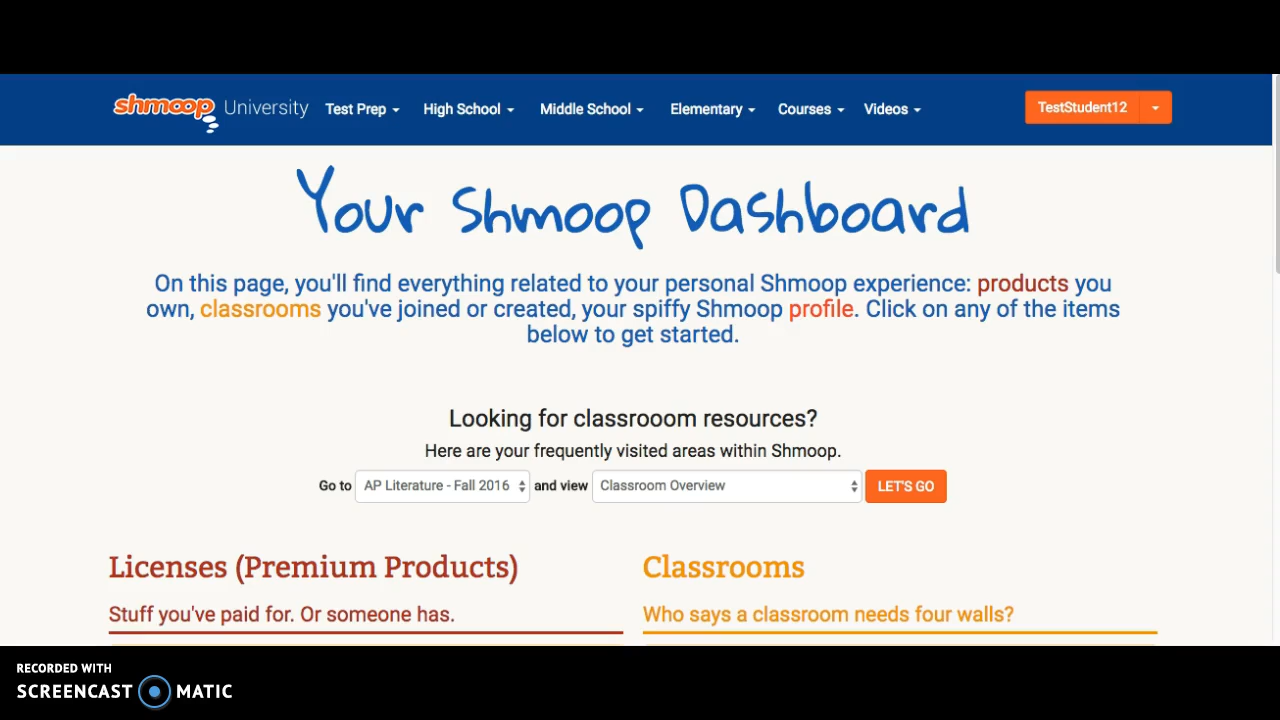 shmoop University Test Prep High School Middle School Elementary Courses Videos TestStudent12
Your Shmoop Dashboard
On this page, you'll find everything related to your personal Shmoop experience: products you
own, classrooms you've joined or created, your spiffy Shmoop profile. Click on any of the items
below to get started.
Looking for classrooom resources?
Here are your frequently visited areas within Shmoop.
Go to AP Literature - Fall 2016 and view Classroom Overview LET'S GO
Licenses (Premium Products)
Stuff you've paid for. Or someone has.
Classrooms
Who says a classroom needs four walls?
RECORDED WITH
SCREENCAST MATIC